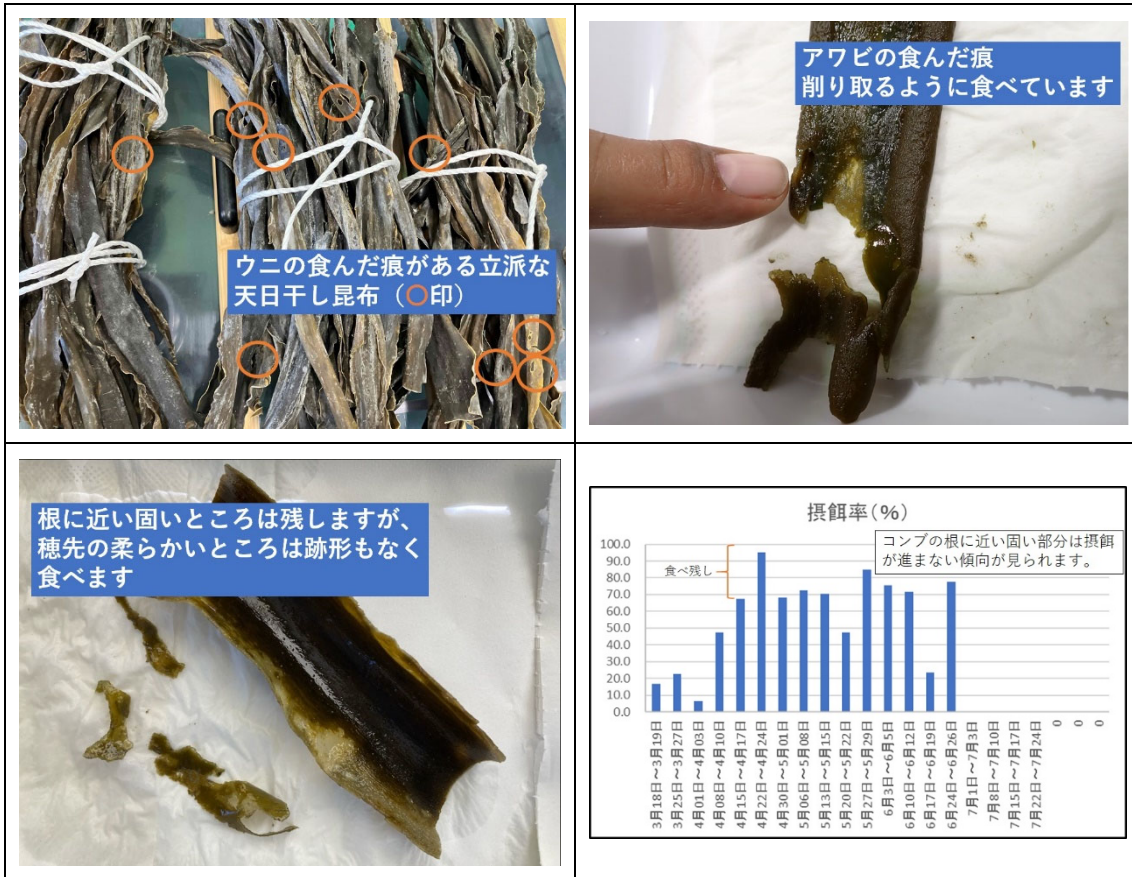 ウニの食んだ痕がある立派な
天日干し昆布（〇印）
アワビの食んだ痕
削り取るように食べています
根に近い固いところは残しますが、
穂先の柔らかいところは跡形もなく
食べます
摂餌率(%)
コンブの根に近い固い部分は摂餌
が進まない傾向が見られます。
食べ残し
100.0
90.0
80.0
70.0
60.0
50.0
40.0
30.0
20.0
10.0
0.0
3月18日～3月19日
3月25日～3月27日
4月01日～4月03日
4月08日～4月10日
4月15日～4月17日
4月22日～4月24日
4月30日～5月01日
5月06日～5月08日
5月13日～5月15日
5月20日～5月22日
5月27日～5月29日
6月3日～6月5日
6月10日～6月12日
6月17日～6月19日
6月24日～6月26日
7月1日～7月3日
7月8日～7月10日
7月15日～7月17日
7月22日～7月24日
0
0
0